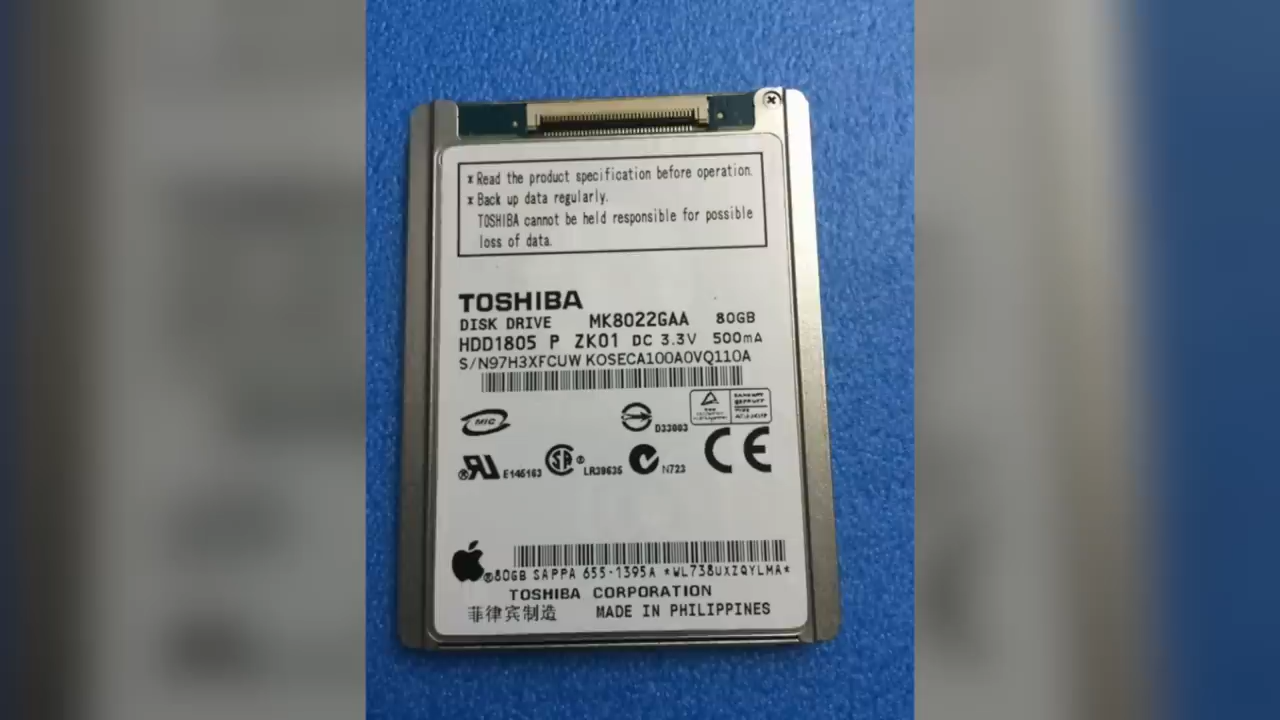 * Read the product specification before operation.
* Back up data regularly.
TOSHIBA cannot be held responsible for possible
loss of data.
TOSHIBA
DISK DRIVE MK8022GAA 80GB
HDD1805 P ZK01 DC 3.3V 500mA
S/N97H3XFCUW KOSECA100A0VQ110A
MIC
D33003
E145163
LR39635
N723
CE
®80GB SAPPA 655-1395A *WL738UXZQYLMA*
TOSHIBA CORPORATION
菲律宾制造 MADE IN PHILIPPINES